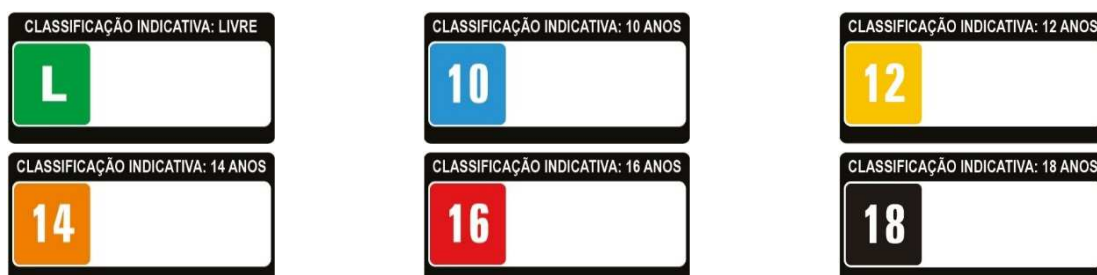 CLASSIFICAÇÃO INDICATIVA: LIVRE
L
CLASSIFICAÇÃO INDICATIVA: 10 ANOS
10
CLASSIFICAÇÃO INDICATIVA: 12 ANOS
12
CLASSIFICAÇÃO INDICATIVA: 14 ANOS
14
CLASSIFICAÇÃO INDICATIVA: 16 ANOS
16
CLASSIFICAÇÃO INDICATIVA: 18 ANOS
18